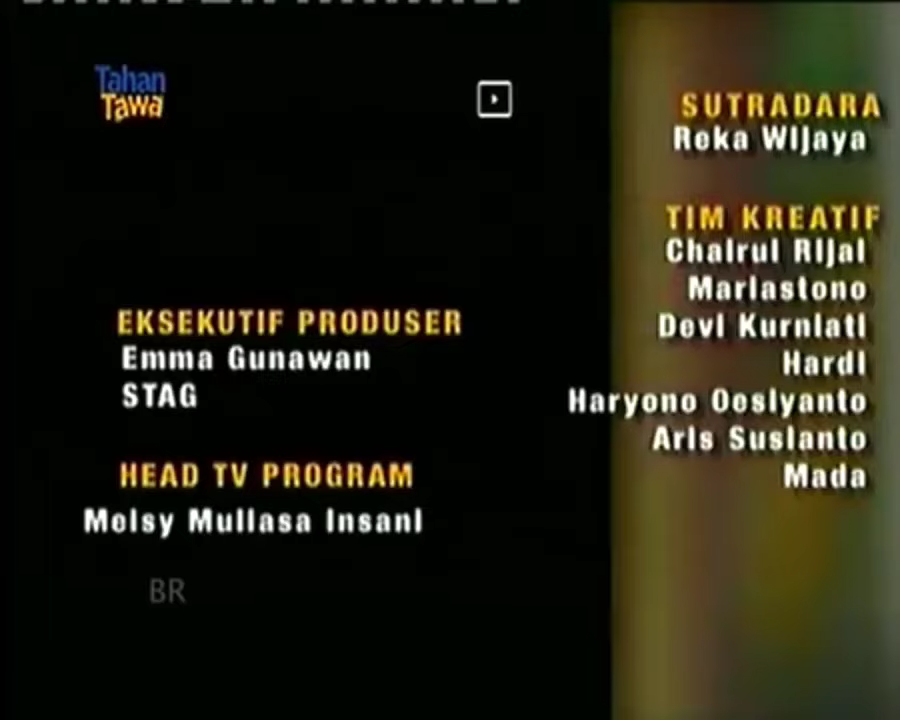 Tahan
Tawa
EKSEKUTIF PRODUSER
Emma Gunawan
STAG
HEAD TV PROGRAM
Meisy Muliasa Insani
BR
SUTRADARA
Reka Wijaya
TIM KREATIF
Chairul Rijal
Mariastono
Devi Kurniati
Hardi
Haryono Oesiyanto
Aris Susianto
Mada